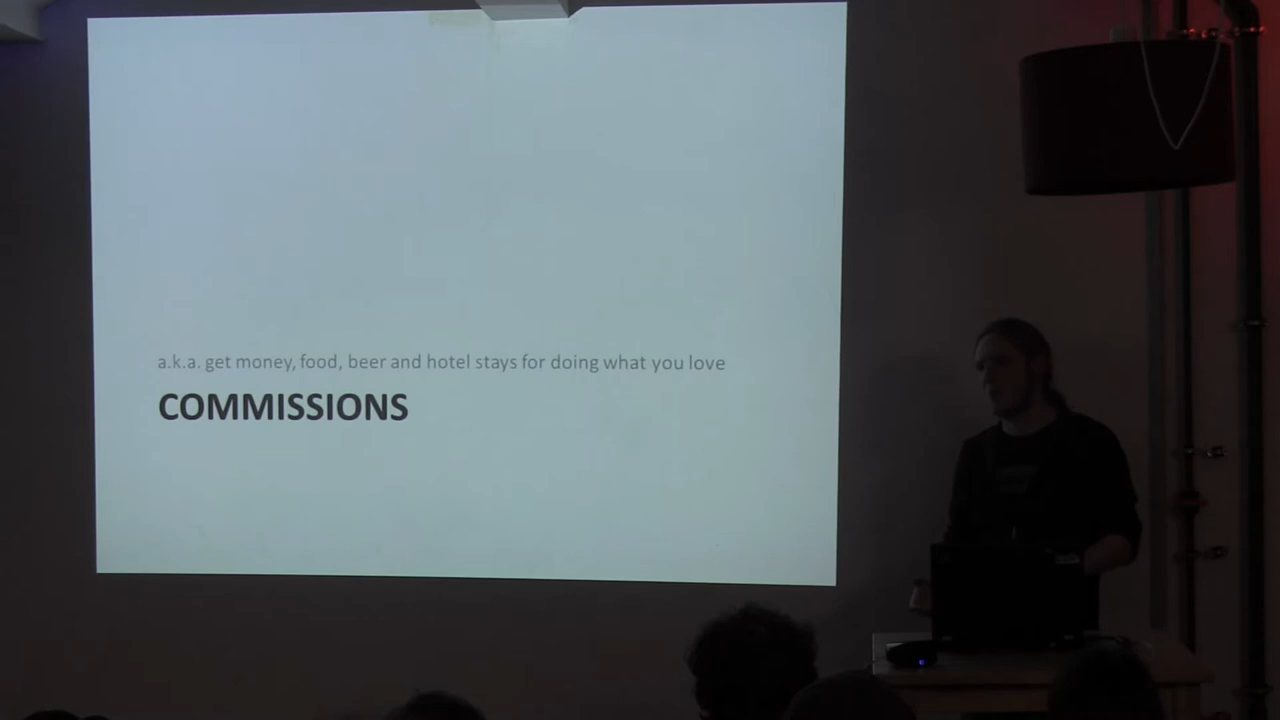 a.k.a. get money, food, beer and hotel stays for doing what you love
COMMISSIONS